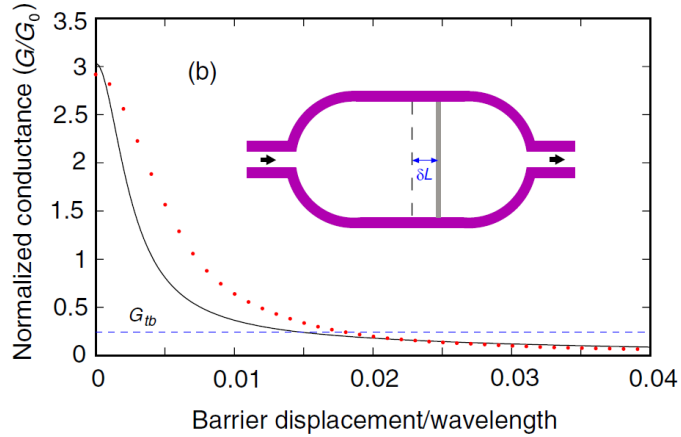 Normalized conductance (G/G₀)
3.5
3
2.5
2
1.5
1
0.5
0
(b)
δL
G_tb
0 0.01 0.02 0.03 0.04
Barrier displacement/wavelength